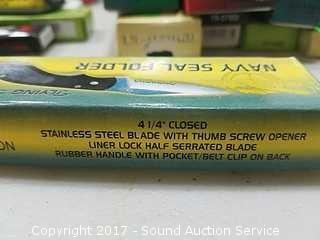 NAVY SEAL FOLDER
4 1/4" CLOSED
STAINLESS STEEL BLADE WITH THUMB SCREW OPENER
LINER LOCK HALF SERRATED BLADE
RUBBER HANDLE WITH POCKET/BELT CLIP ON BACK
ON
Copyright 2017 - Sound Auction Service